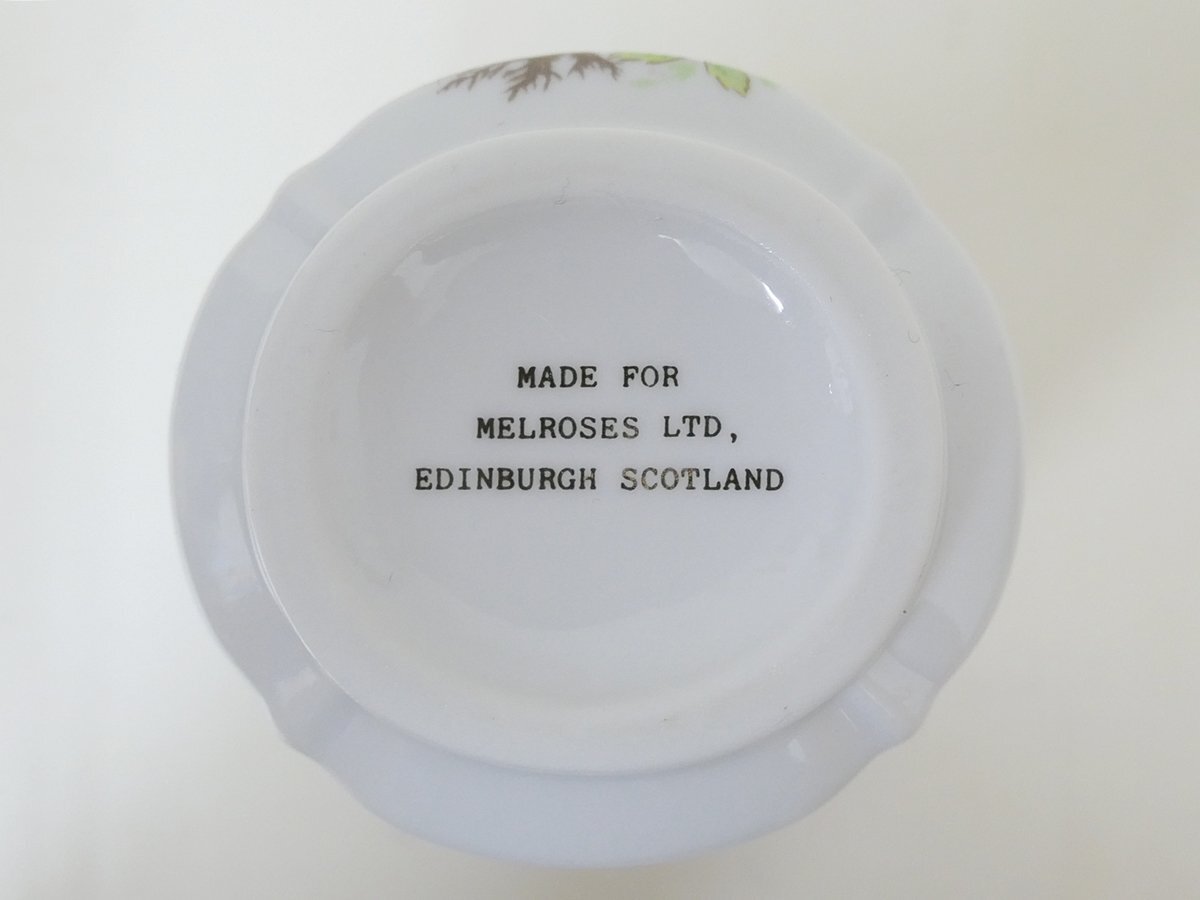 MADE FOR
MELROSES LTD,
EDINBURGH SCOTLAND